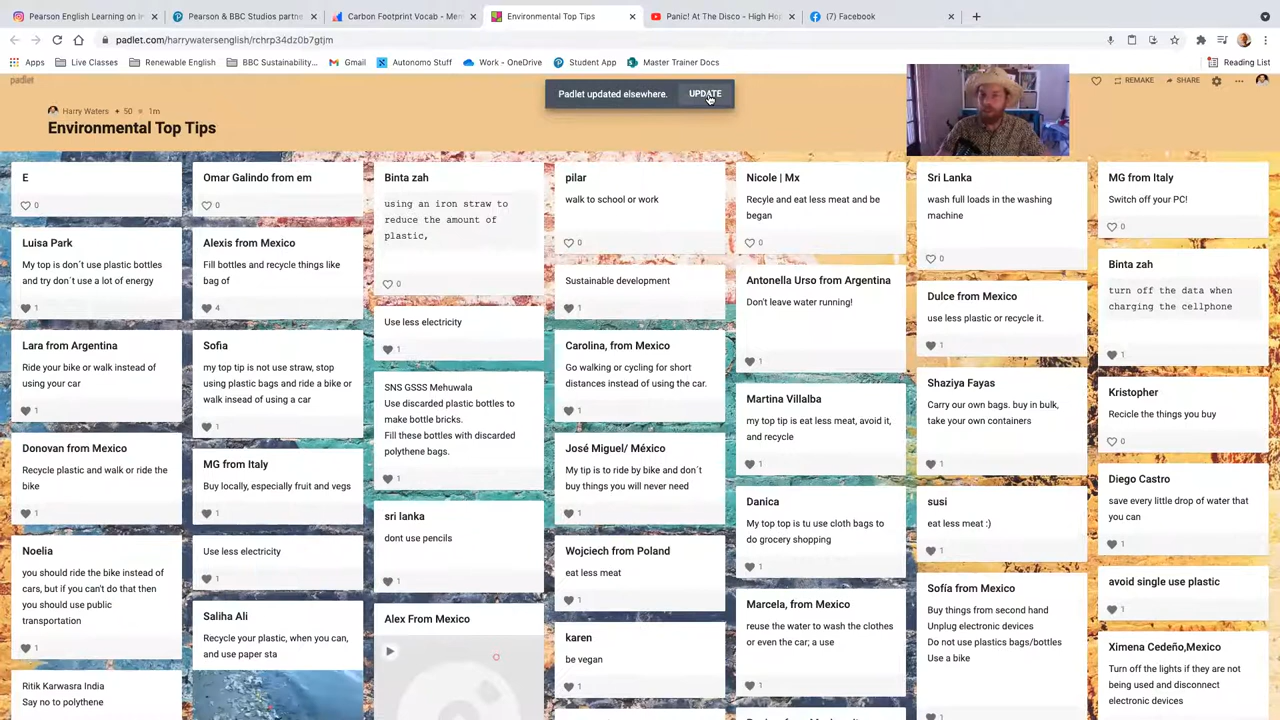 Pearson English Learning on In
Pearson & BBC Studios partne
Carbon Footprint Vocab - Mem
Environmental Top Tips
Panic! At The Disco - High Hop
(7) Facebook
padlet.com/harrywatersenglish/rchrp34dz0b7gtjm
Apps
Live Classes
Renewable English
BBC Sustainability...
Gmail
Autonomo Stuff
Work - OneDrive
Student App
Master Trainer Docs
Reading List
padlet
Padlet updated elsewhere.
UPDATE
REMAKE
SHARE
Harry Waters
50
1m
Environmental Top Tips
E
0
Luisa Park
My top is don´t use plastic bottles
and try don´t use a lot of energy
1
Lara from Argentina
Ride your bike or walk instead of
using your car
1
Donovan from Mexico
Recycle plastic and walk or ride the
bike
1
Noelia
you should ride the bike instead of
cars, but if you can't do that then
you should use public
transportation
1
Ritik Karwasra India
Say no to polythene
Omar Galindo from em
0
Alexis from Mexico
Fill bottles and recycle things like
bag of
4
Sofia
my top tip is not use straw, stop
using plastic bags and ride a bike or
walk insead of using a car
1
MG from Italy
Buy locally, especially fruit and vegs
1
Use less electricity
1
Saliha Ali
Recycle your plastic, when you can,
and use paper sta
Binta zah
using an iron straw to
reduce the amount of
plastic,
0
Use less electricity
1
SNS GSSS Mehuwala
Use discarded plastic bottles to
make bottle bricks.
Fill these bottles with discarded
polythene bags.
1
sri lanka
dont use pencils
1
Alex From Mexico
pilar
walk to school or work
0
Sustainable development
1
Carolina, from Mexico
Go walking or cycling for short
distances instead of using the car.
1
José Miguel/ México
My tip is to ride by bike and don´t
buy things you will never need
1
Wojciech from Poland
eat less meat
1
karen
be vegan
1
Nicole | Mx
Recyle and eat less meat and be
began
0
Antonella Urso from Argentina
Don't leave water running!
1
Martina Villalba
my top tip is eat less meat, avoid it,
and recycle
1
Danica
My top top is tu use cloth bags to
do grocery shopping
1
Marcela, from Mexico
reuse the water to wash the clothes
or even the car; a use
1
Sri Lanka
wash full loads in the washing
machine
0
Dulce from Mexico
use less plastic or recycle it.
1
Shaziya Fayas
Carry our own bags. buy in bulk,
take your own containers
1
susi
eat less meat :)
1
Sofía from Mexico
Buy things from second hand
Unplug electronic devices
Do not use plastics bags/bottles
Use a bike
1
MG from Italy
Switch off your PC!
0
Binta zah
turn off the data when
charging the cellphone
1
Kristopher
Recicle the things you buy
0
Diego Castro
save every little drop of water that
you can
1
avoid single use plastic
1
Ximena Cedeño,Mexico
Turn off the lights if they are not
being used and disconnect
electronic devices